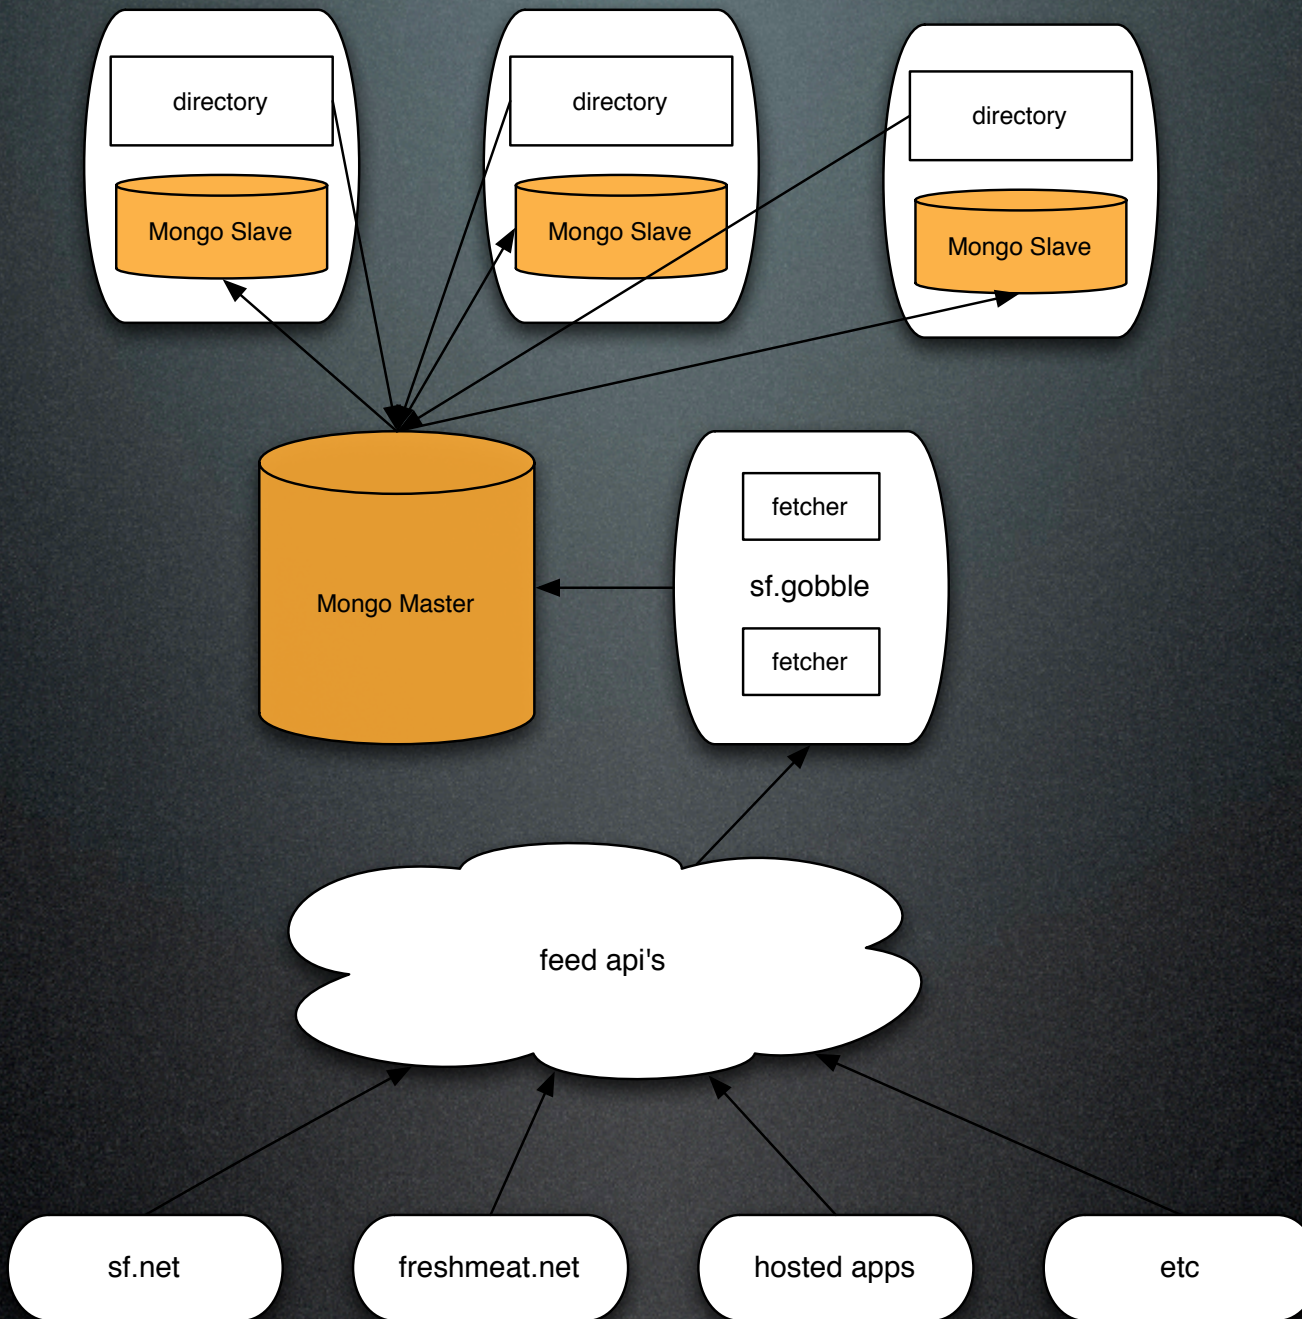 directory
directory
directory
Mongo Slave
Mongo Slave
Mongo Slave
fetcher
sf.gobble
Mongo Master
fetcher
feed api's
sf.net
freshmeat.net
hosted apps
etc